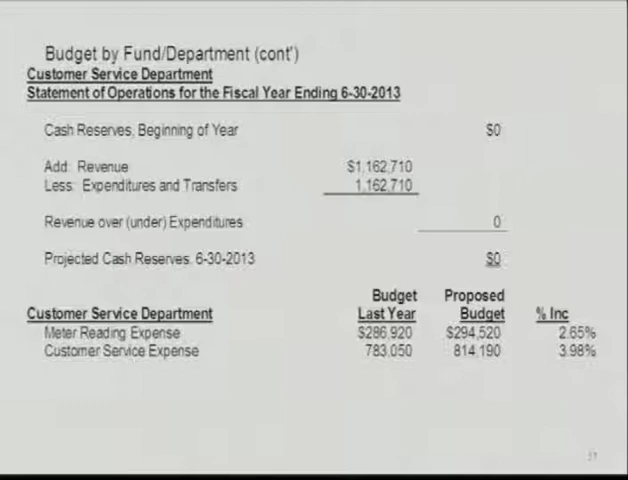 Budget by Fund/Department (cont')
Customer Service Department
Statement of Operations for the Fiscal Year Ending 6-30-2013
Cash Reserves, Beginning of Year $0
Add: Revenue $1,162,710
Less: Expenditures and Transfers 1,162,710
Revenue over (under) Expenditures 0
Projected Cash Reserves, 6-30-2013 $0
Budget Proposed
Customer Service Department Last Year Budget % Inc
Meter Reading Expense $286,920 $294,520 2.65%
Customer Service Expense 783,050 814,190 3.98%